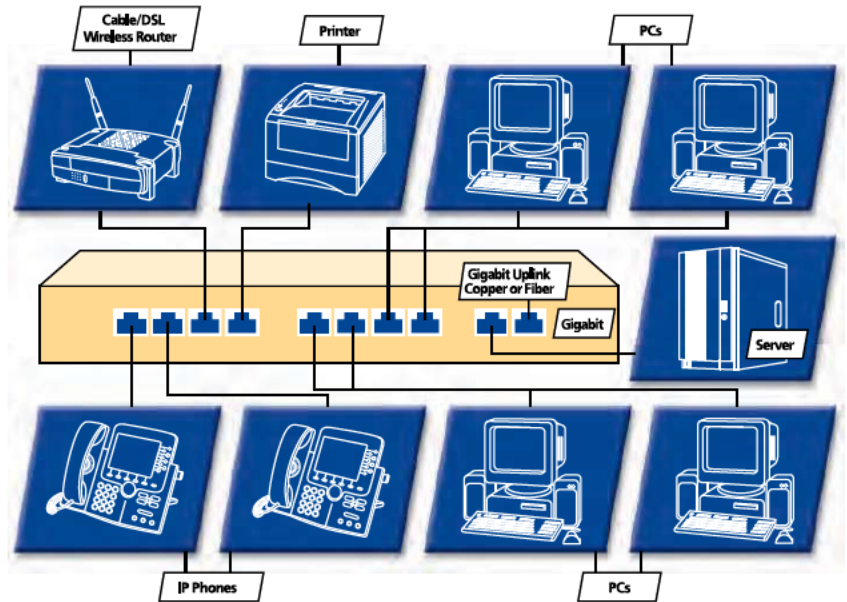 Cable/DSL
Wireless Router
Printer
PCs
Gigabit Uplink
Copper or Fiber
Gigabit
Server
IP Phones
PCs